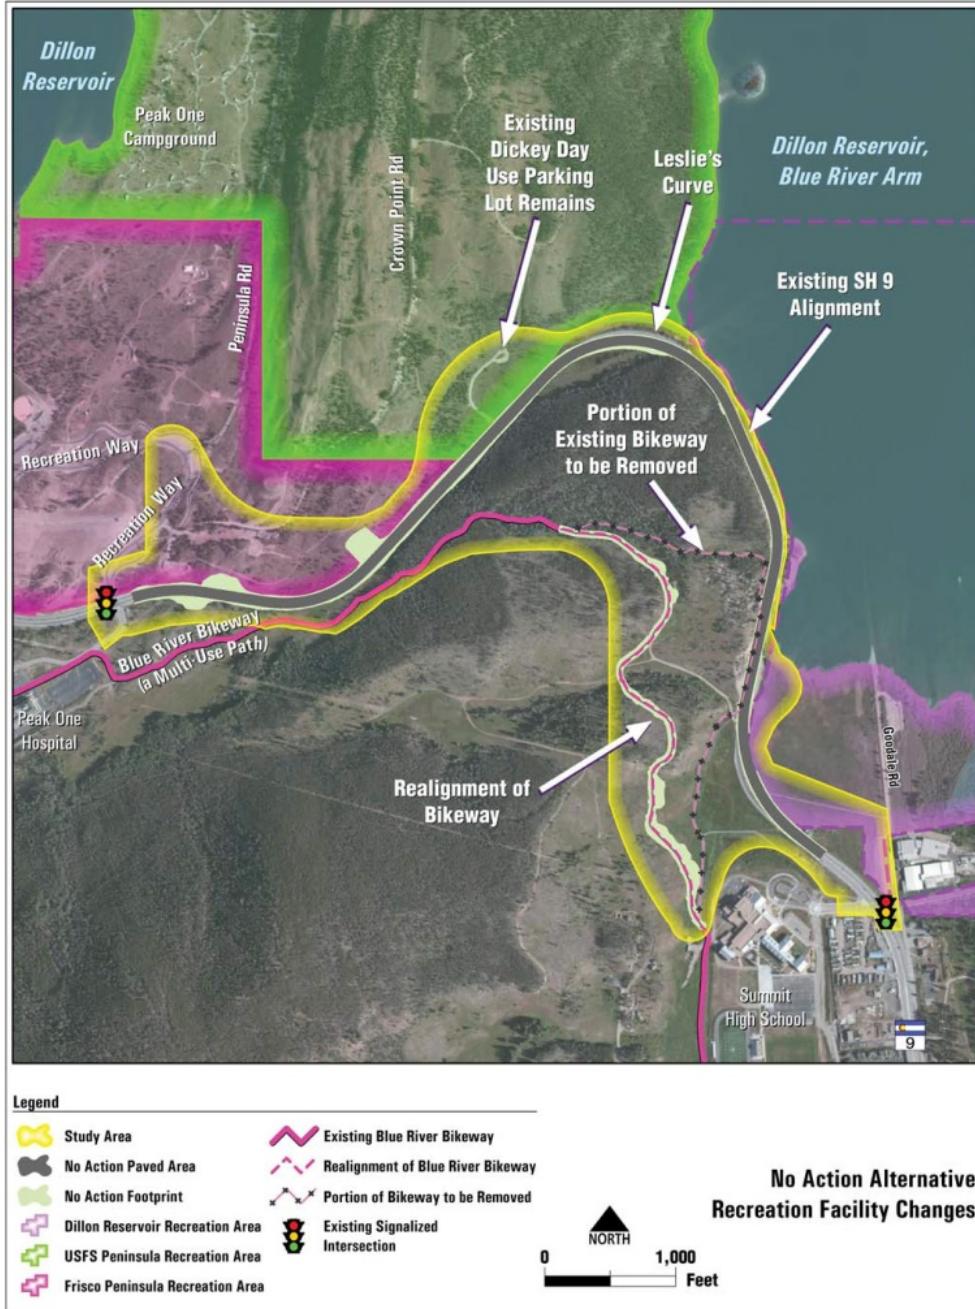 Dillon
Reservoir
Peak One
Campground
Existing
Dickey Day
Use Parking
Lot Remains
Leslie's
Curve
Dillon Reservoir,
Blue River Arm
Crown Point Rd
Peninsula Rd
Existing SH 9
Alignment
Portion of
Existing Bikeway
to be Removed
Recreation Way
Recreation Way
Blue River Bikeway
(a Multi-Use Path)
Peak One
Hospital
Realignment of
Bikeway
Goodale Rd
Summit
High School
9
Legend
Study Area
No Action Paved Area
No Action Footprint
Dillon Reservoir Recreation Area
USFS Peninsula Recreation Area
Frisco Peninsula Recreation Area
Existing Blue River Bikeway
Realignment of Blue River Bikeway
Portion of Bikeway to be Removed
Existing Signalized
Intersection
NORTH
0 1,000
Feet
No Action Alternative
Recreation Facility Changes